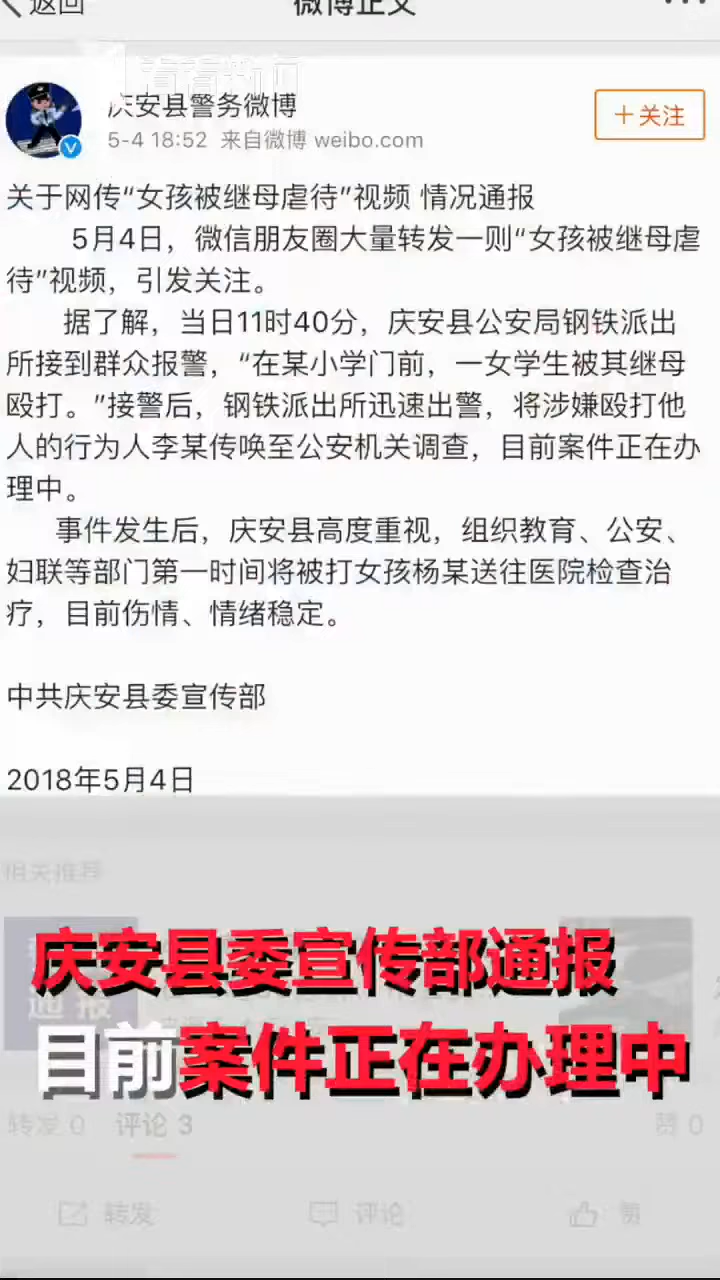 返回
微博正文
看看新闻
庆安县警务微博
＋关注
5-4 18:52 来自微博 weibo.com
关于网传“女孩被继母虐待”视频 情况通报
5月4日，微信朋友圈大量转发一则“女孩被继母虐
待”视频，引发关注。
据了解，当日11时40分，庆安县公安局钢铁派出
所接到群众报警，“在某小学门前，一女学生被其继母
殴打。”接警后，钢铁派出所迅速出警，将涉嫌殴打他
人的行为人李某传唤至公安机关调查，目前案件正在办
理中。
事件发生后，庆安县高度重视，组织教育、公安、
妇联等部门第一时间将被打女孩杨某送往医院检查治
疗，目前伤情、情绪稳定。
中共庆安县委宣传部
2018年5月4日
相关推荐
通报
庆安县委宣传部通报
目前案件正在办理中
转发 0 评论 3 赞 0
转发 评论 赞